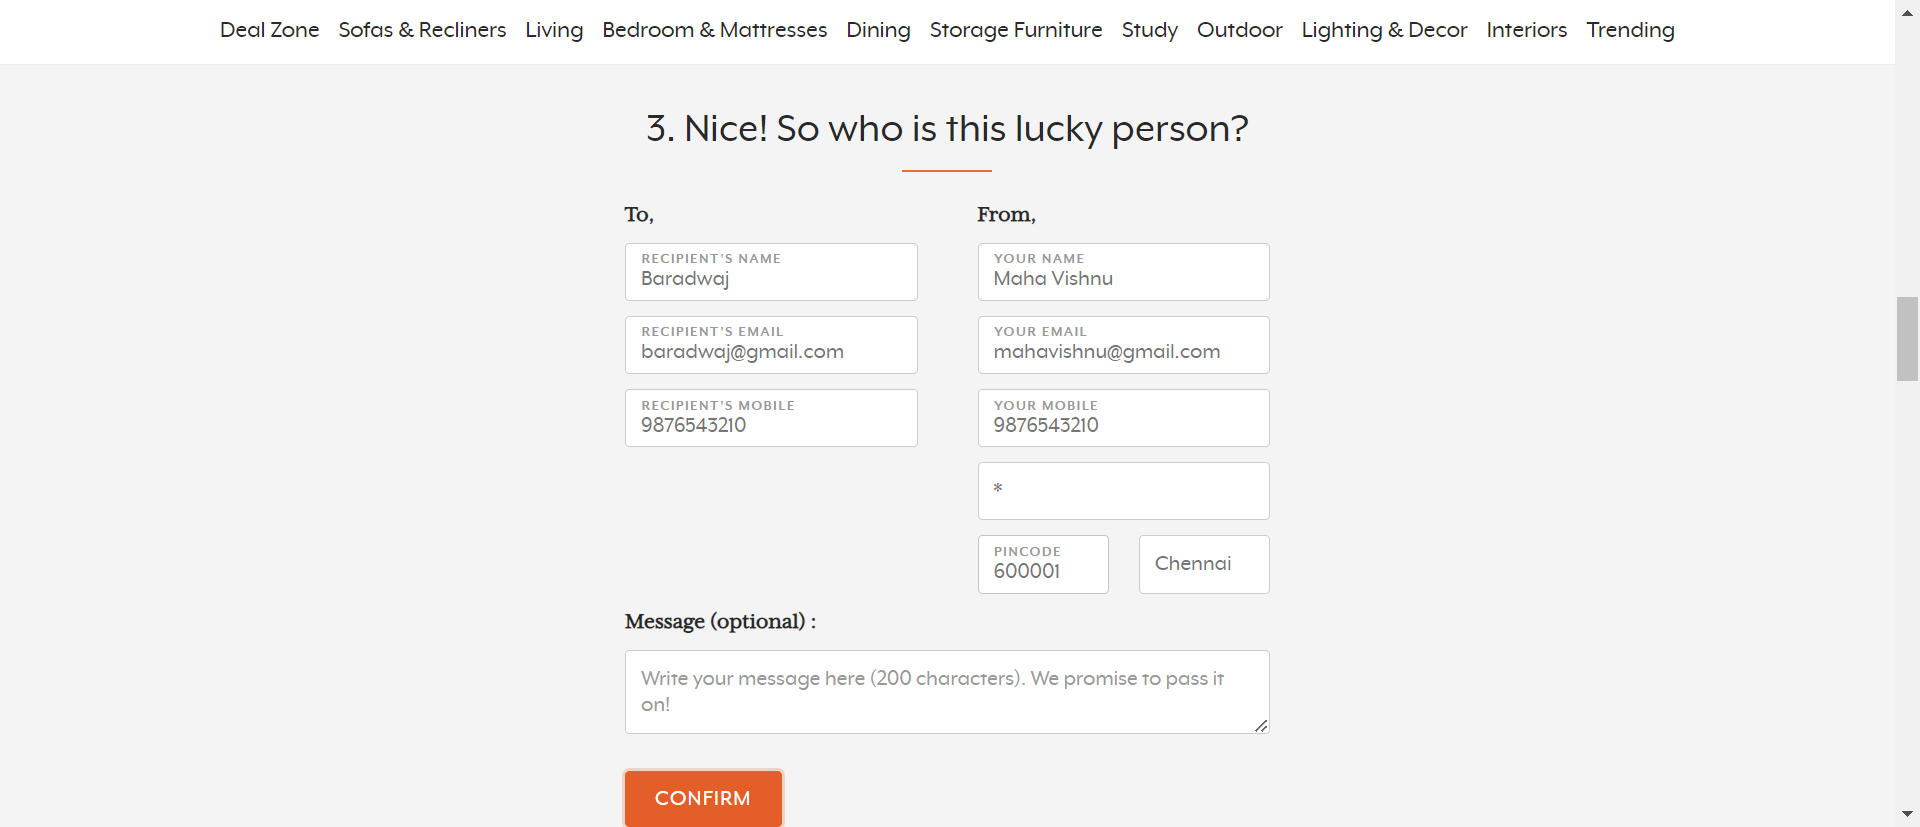 Deal Zone Sofas & Recliners Living Bedroom & Mattresses Dining Storage Furniture Study Outdoor Lighting & Decor Interiors Trending
3. Nice! So who is this lucky person?
To,
RECIPIENT'S NAME
Baradwaj
RECIPIENT'S EMAIL
baradwaj@gmail.com
RECIPIENT'S MOBILE
9876543210
From,
YOUR NAME
Maha Vishnu
YOUR EMAIL
mahavishnu@gmail.com
YOUR MOBILE
9876543210
*
PINCODE
600001
Chennai
Message (optional) :
Write your message here (200 characters). We promise to pass it
on!
CONFIRM